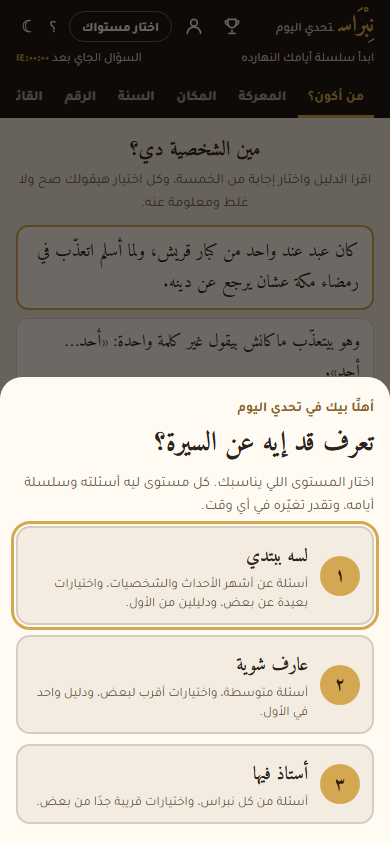 نبراس تحدي اليوم
اختار مستواك
؟
ابدأ سلسلة أيامك النهارده
السؤال الجاي بعد ١٤:٠٠:٠٠
من أكون؟ المعركة المكان السنة الرقم القائد
مين الشخصية دي؟
اقرا الدليل واختار إجابة من الخمسة، وكل اختيار هيقولك صح ولا
غلط ومعلومة عنه.
كان عبد عند واحد من كبار قريش، ولما أسلم اتعذّب في
رمضاء مكة عشان يرجع عن دينه.
وهو بيتعذّب ماكانش بيقول غير كلمة واحدة: «أحد…
أحد».
أهلًا بيك في تحدي اليوم
تعرف قد إيه عن السيرة؟
اختار المستوى اللي يناسبك. كل مستوى ليه أسئلته وسلسلة
أيامه، وتقدر تغيّره في أي وقت.
١
لسه ببتدي
أسئلة عن أشهر الأحداث والشخصيات، واختيارات
بعيدة عن بعض، ودليلين من الأول.
٢
عارف شوية
أسئلة متوسطة، واختيارات أقرب لبعض، ودليل واحد
في الأول.
٣
أستاذ فيها
أسئلة من كل نبراس، واختيارات قريبة جدًا من بعض.